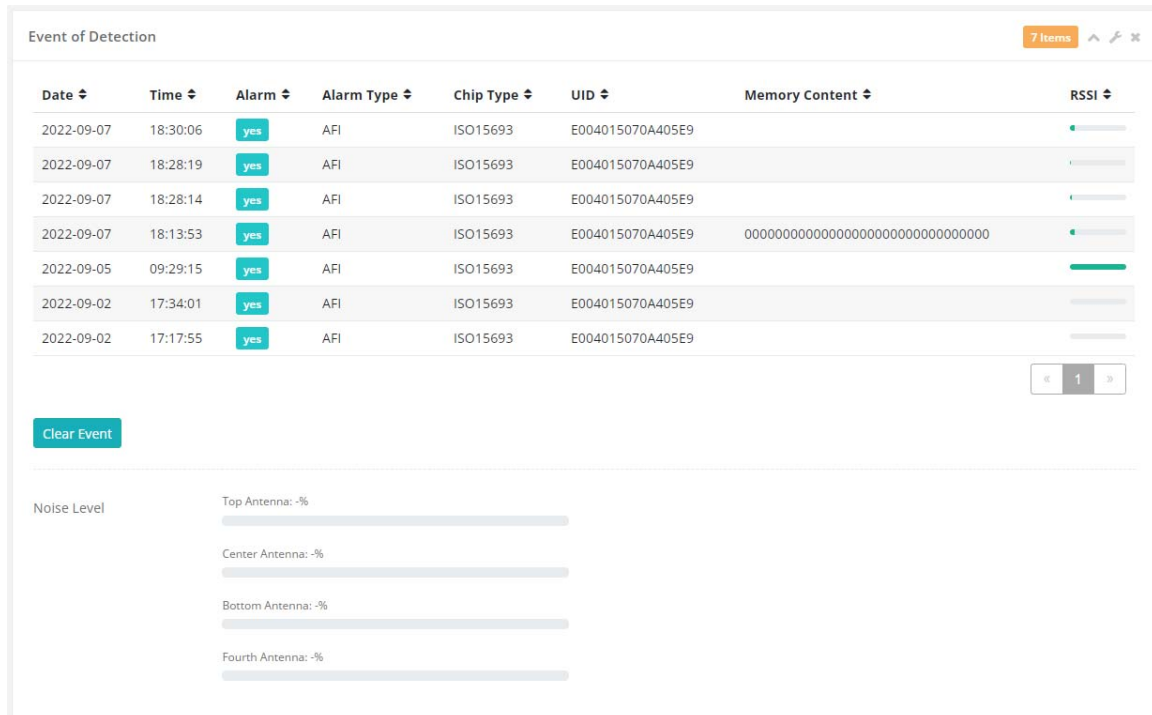 Event of Detection 7 Items
Date Time Alarm Alarm Type Chip Type UID Memory Content RSSI
2022-09-07 18:30:06 yes AFI ISO15693 E004015070A405E9
2022-09-07 18:28:19 yes AFI ISO15693 E004015070A405E9
2022-09-07 18:28:14 yes AFI ISO15693 E004015070A405E9
2022-09-07 18:13:53 yes AFI ISO15693 E004015070A405E9 00000000000000000000000000000000
2022-09-05 09:29:15 yes AFI ISO15693 E004015070A405E9
2022-09-02 17:34:01 yes AFI ISO15693 E004015070A405E9
2022-09-02 17:17:55 yes AFI ISO15693 E004015070A405E9
« 1 »
Clear Event
Noise Level
Top Antenna: -%
Center Antenna: -%
Bottom Antenna: -%
Fourth Antenna: -%